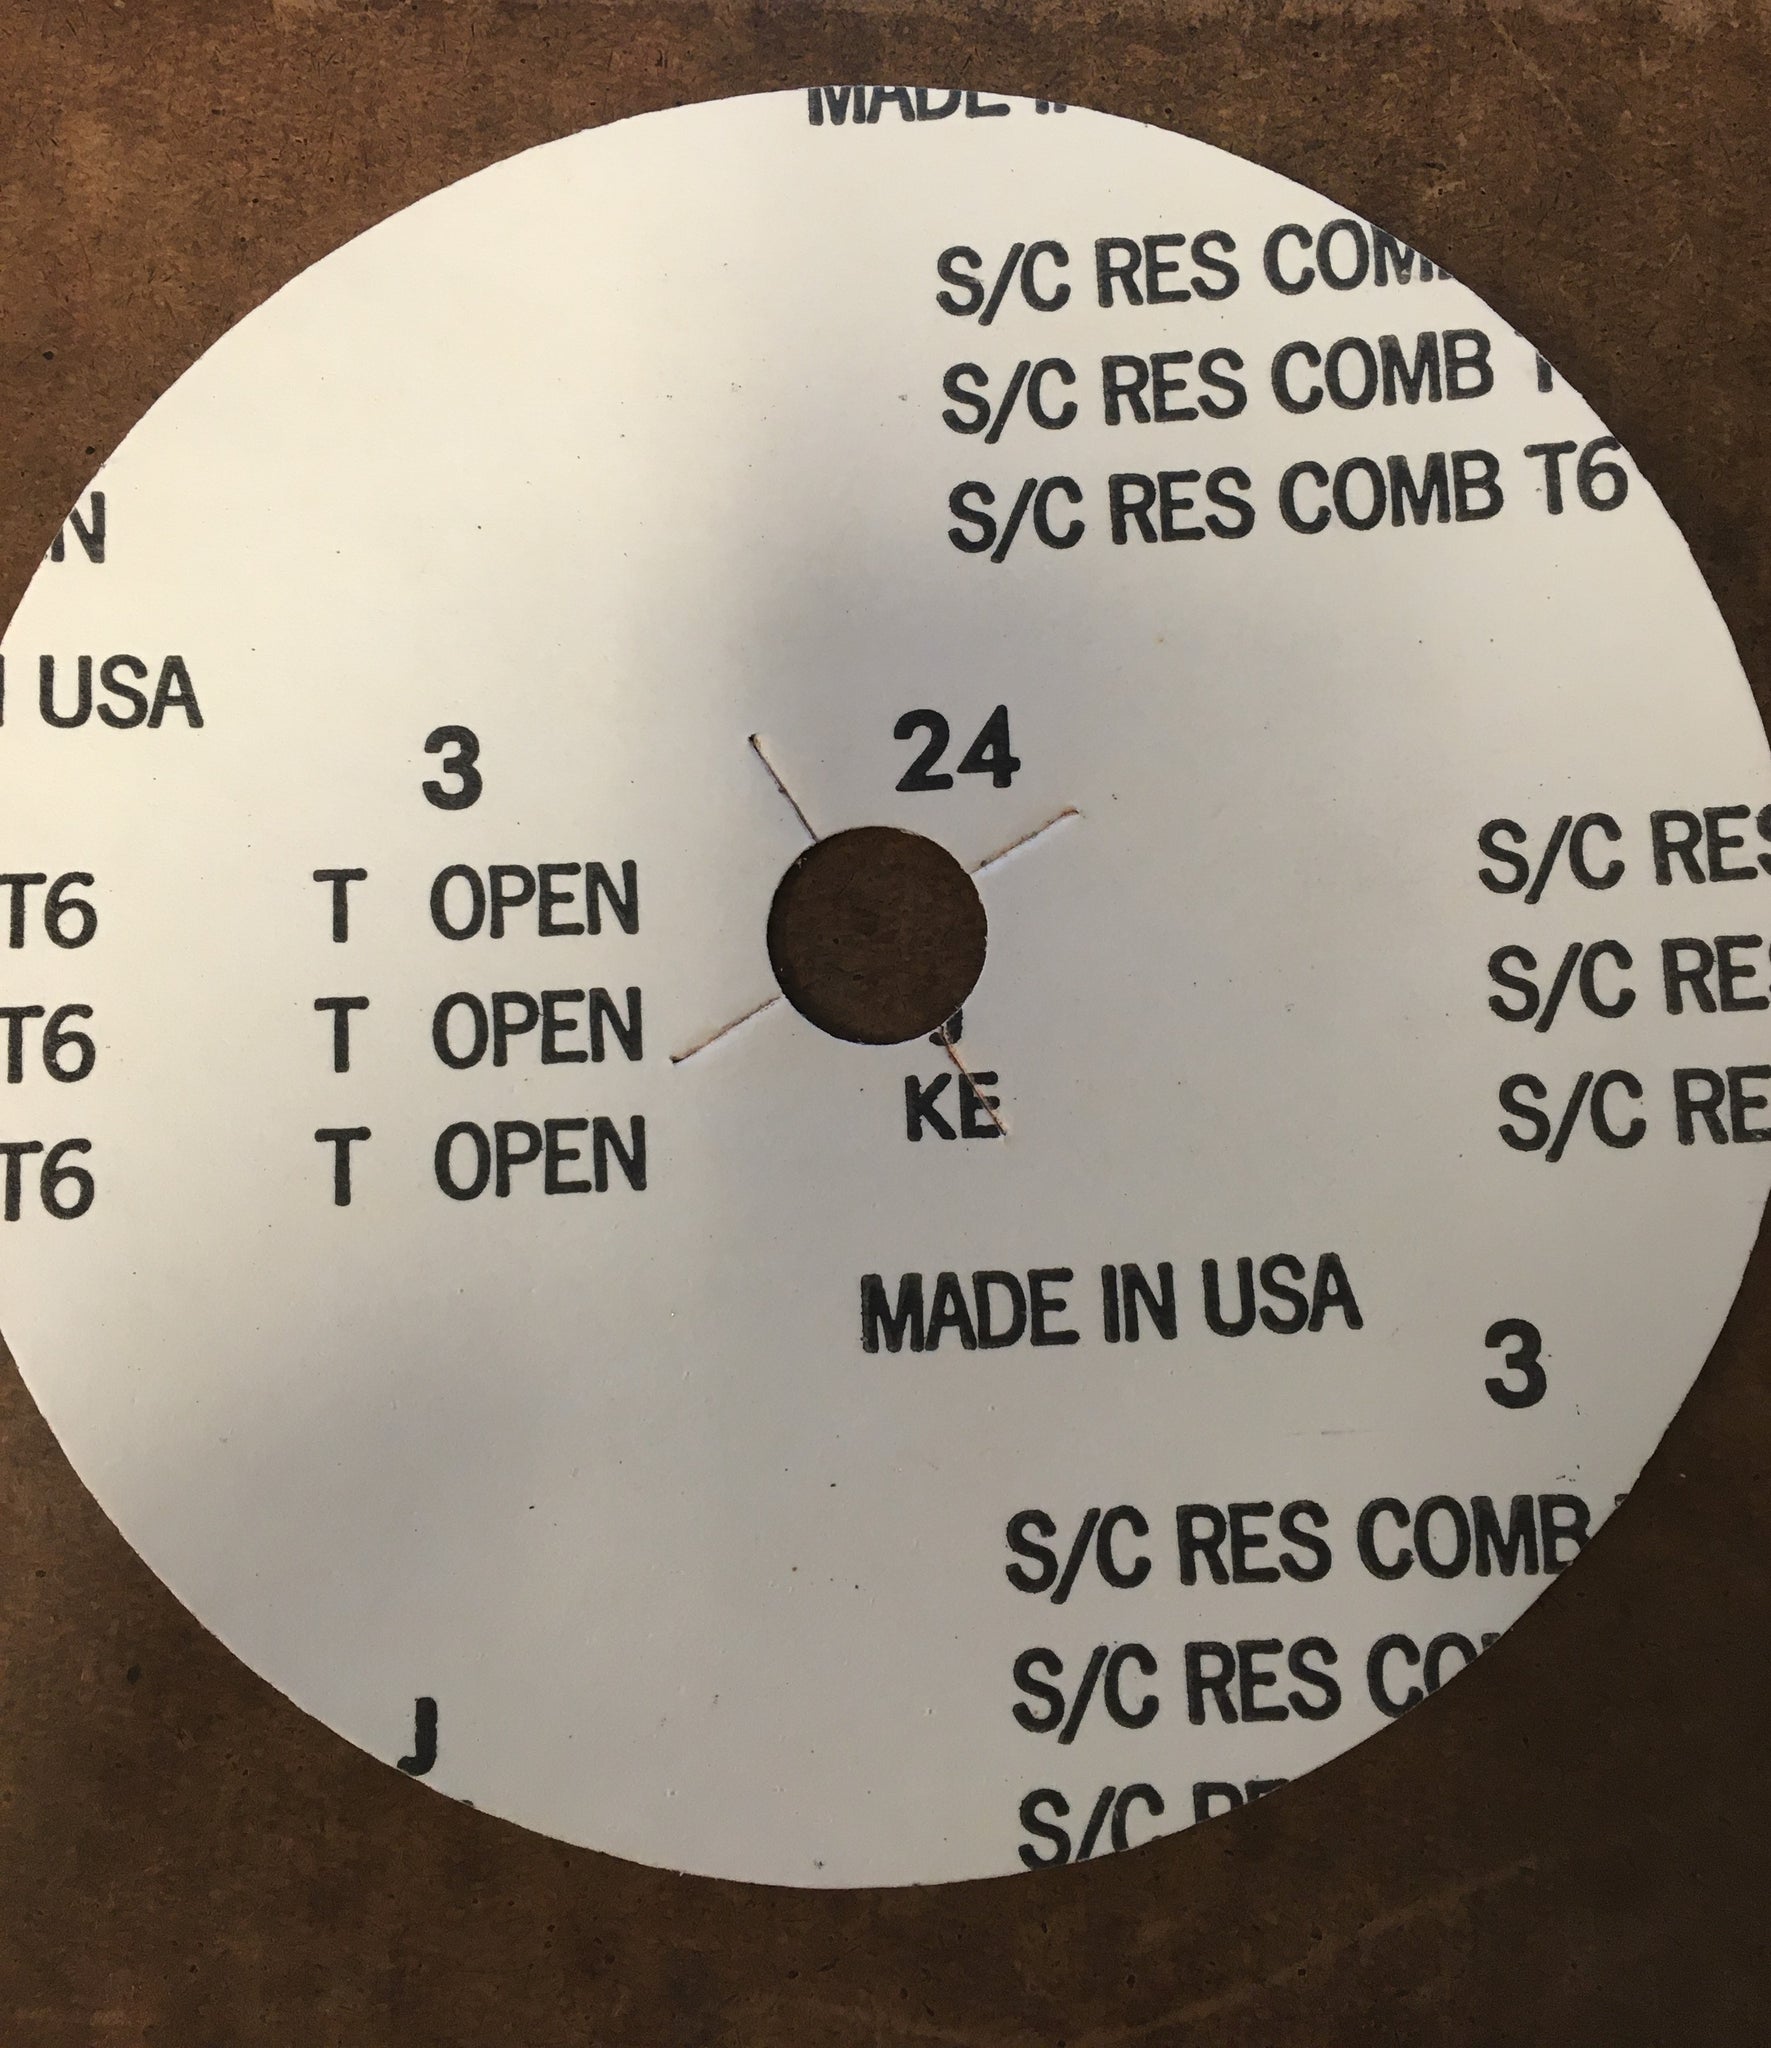 MADE
S/C RES COM
S/C RES COMB
S/C RES COMB T6
USA
3
24
T6 T OPEN
S/C RES
T6 T OPEN
S/C RES
T6 T OPEN
S/C RE
KE
MADE IN USA
3
S/C RES COMB
S/C RES CO
J
S/C